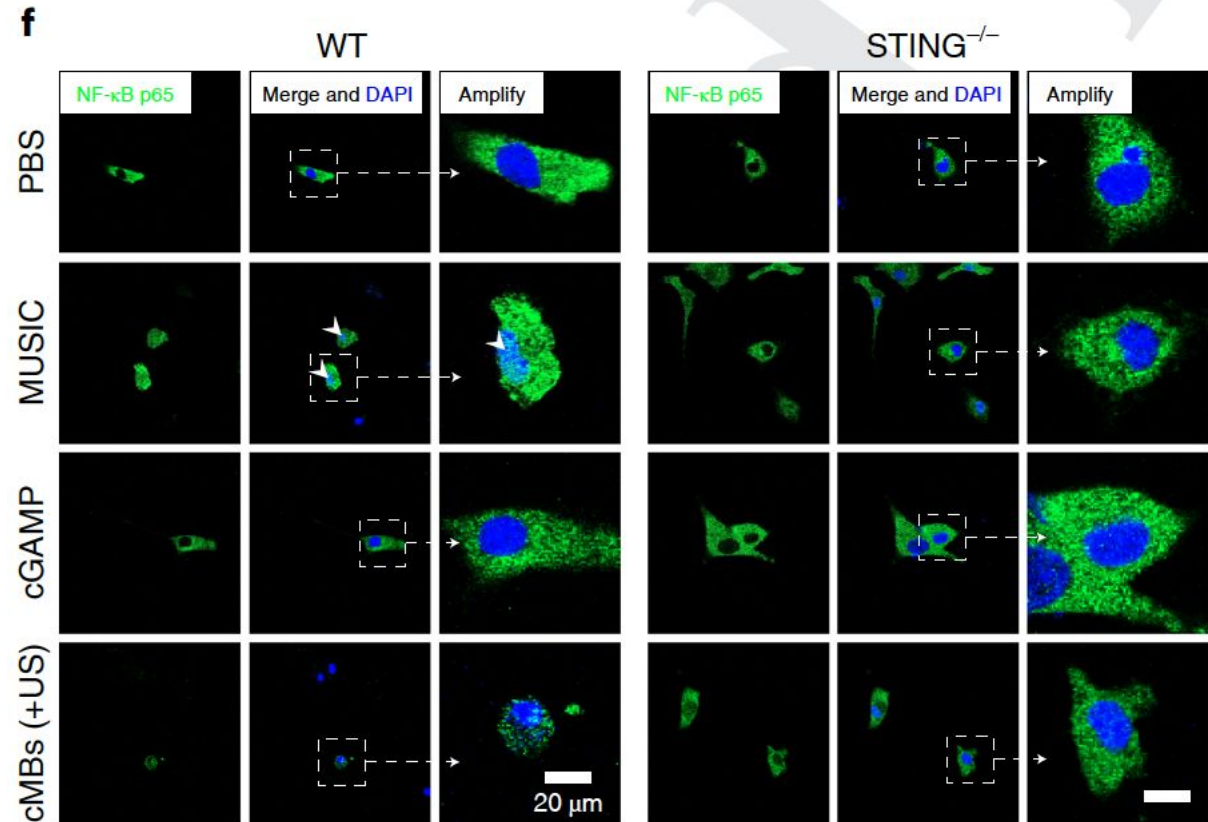 f
WT
STING−/−
NF-κB p65 Merge and DAPI Amplify NF-κB p65 Merge and DAPI Amplify
PBS
MUSIC
cGAMP
cMBs (+US)
20 μm